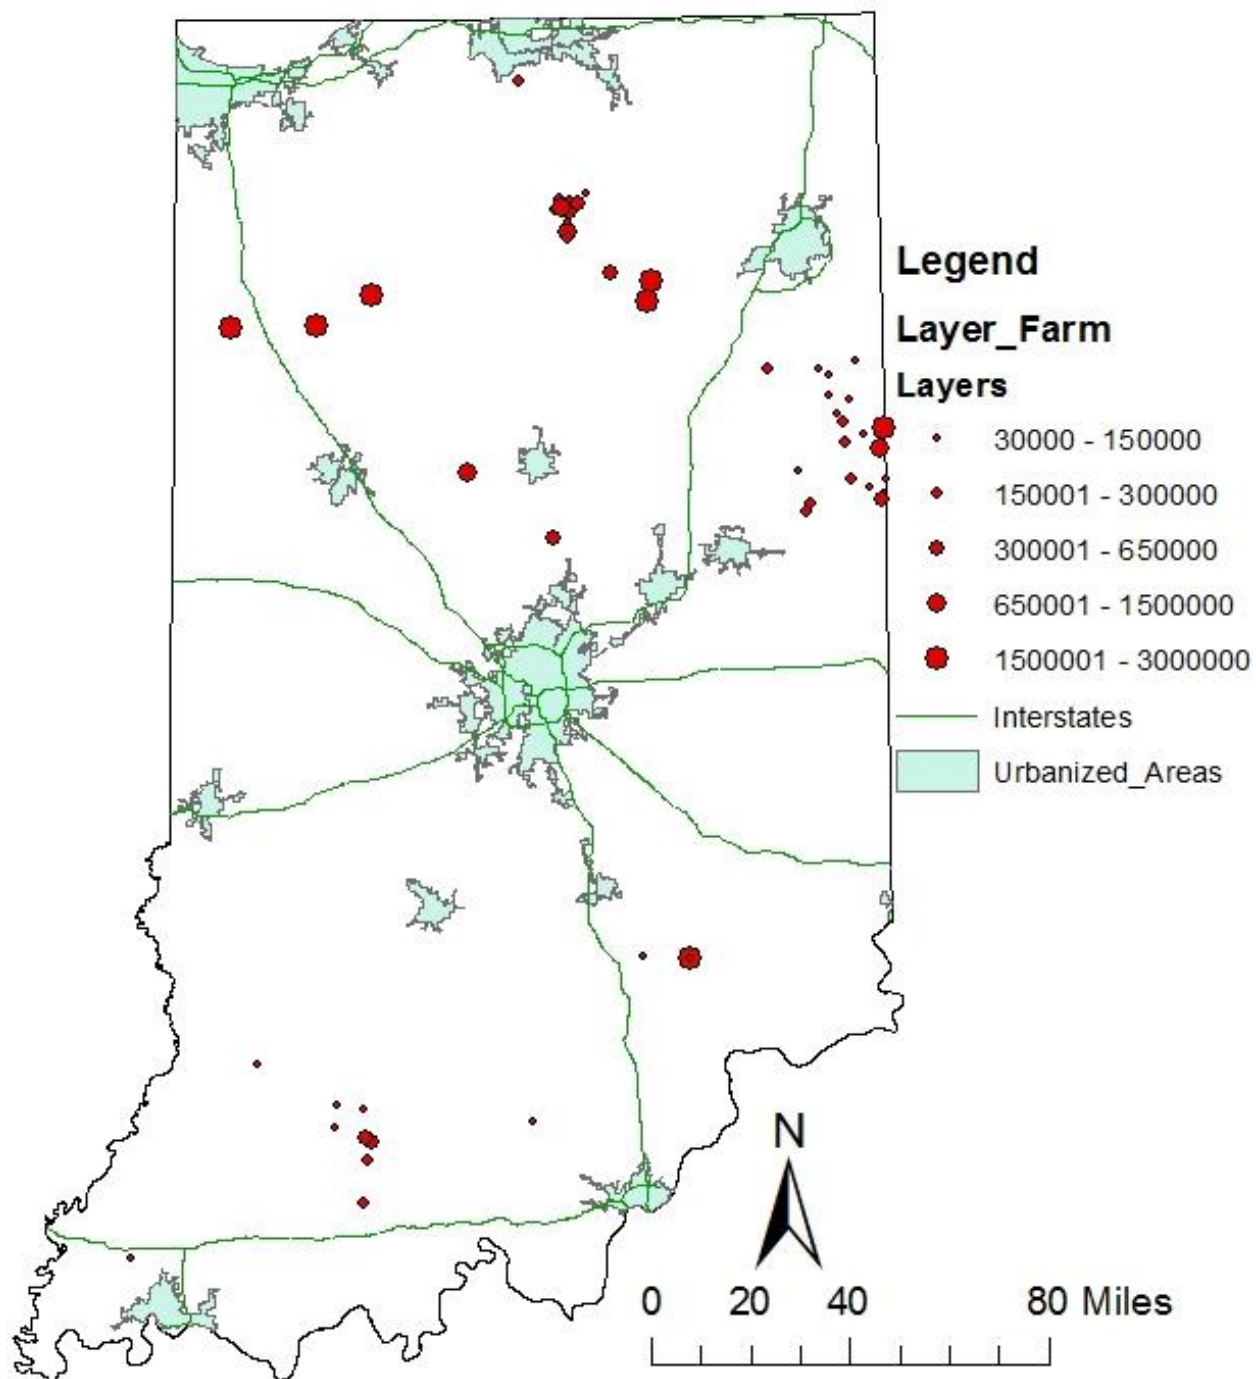 Legend
Layer_Farm
Layers
30000 - 150000
150001 - 300000
300001 - 650000
650001 - 1500000
1500001 - 3000000
Interstates
Urbanized_Areas
N
0 20 40 80 Miles